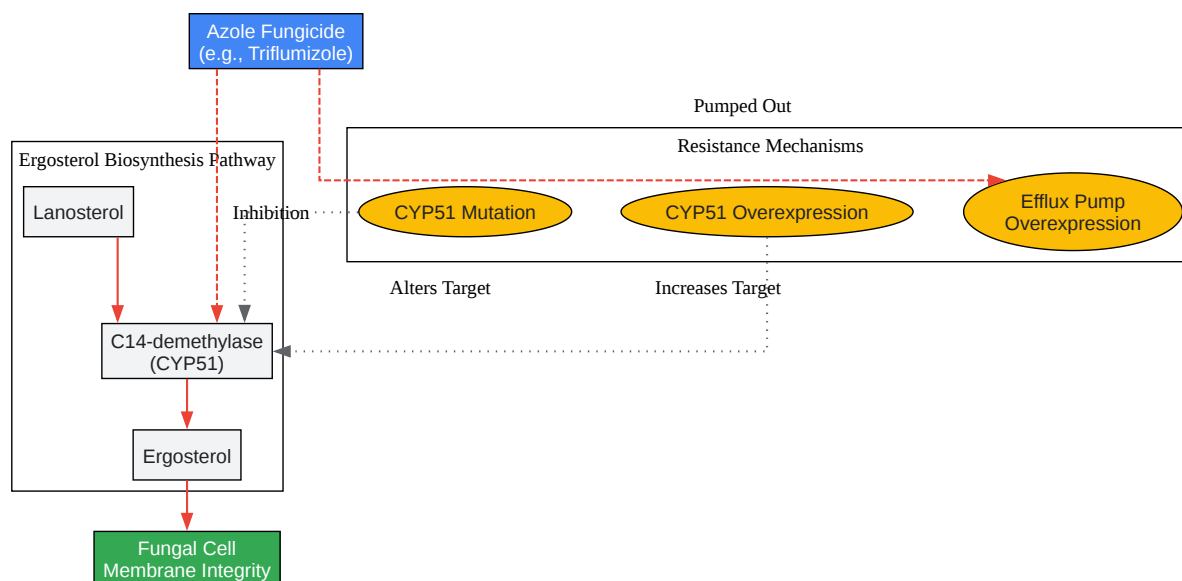 Azole Fungicide
(e.g., Triflumizole)
Pumped Out
Ergosterol Biosynthesis Pathway
Resistance Mechanisms
Lanosterol
Inhibition
CYP51 Mutation
CYP51 Overexpression
Efflux Pump
Overexpression
Alters Target
Increases Target
C14-demethylase
(CYP51)
Ergosterol
Fungal Cell
Membrane Integrity